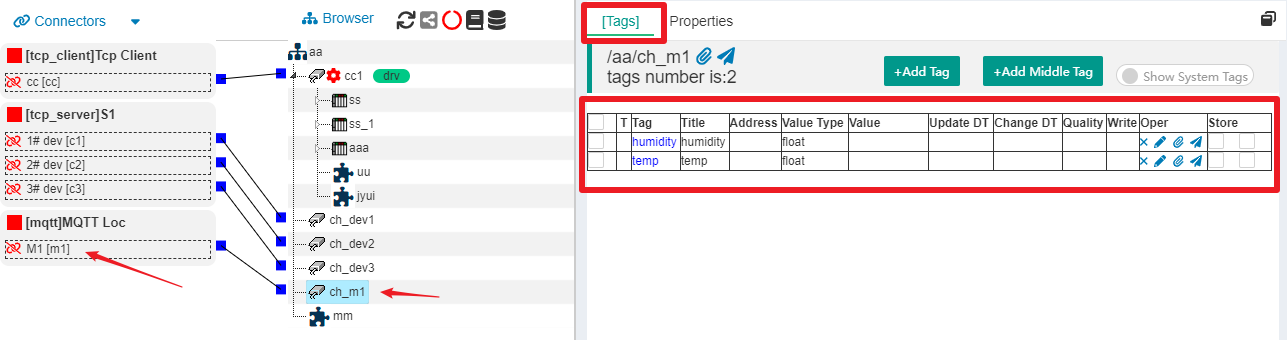 Connectors
[tcp_client]Tcp Client
cc [cc]
[tcp_server]S1
1# dev [c1]
2# dev [c2]
3# dev [c3]
[mqtt]MQTT Loc
M1 [m1]
Browser
aa
cc1 drv
ss
ss_1
aaa
uu
jyui
ch_dev1
ch_dev2
ch_dev3
ch_m1
mm
[Tags] Properties
/aa/ch_m1
tags number is:2
+Add Tag +Add Middle Tag Show System Tags
T Tag Title Address Value Type Value Update DT Change DT Quality Write Oper Store
humidity humidity float
temp temp float